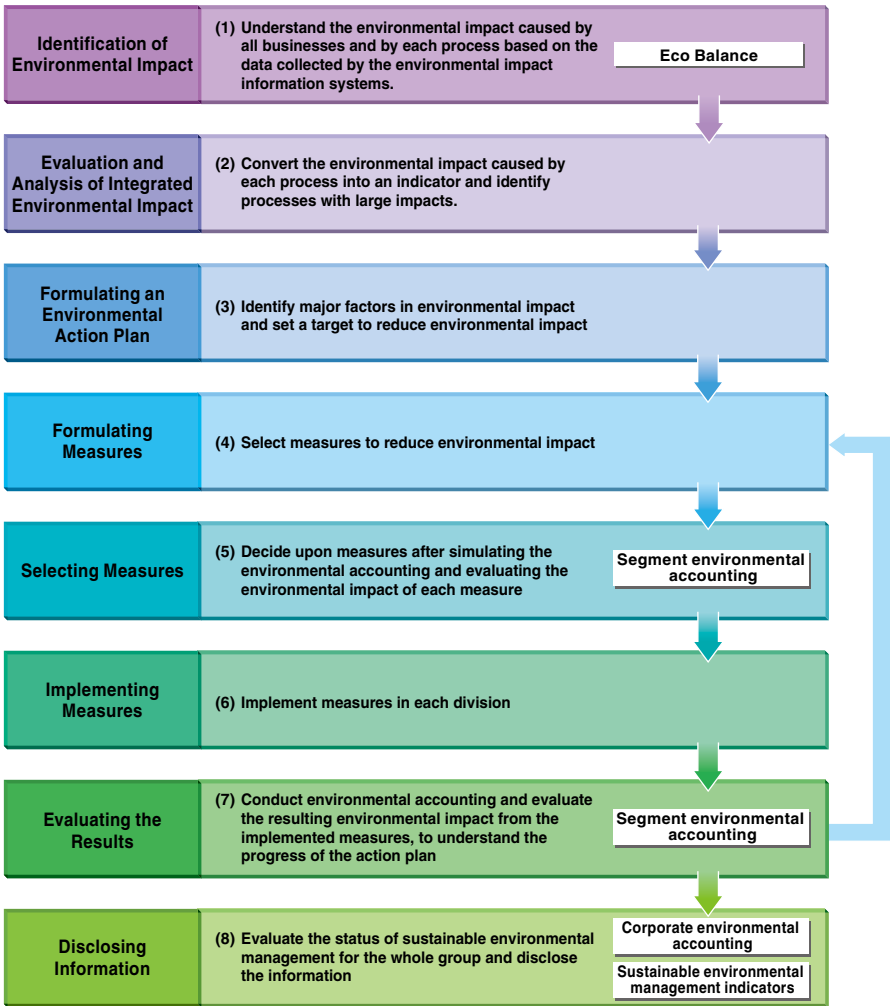 Identification of
Environmental Impact
(1) Understand the environmental impact caused by
all businesses and by each process based on the
data collected by the environmental impact
information systems.
Eco Balance
Evaluation and
Analysis of Integrated
Environmental Impact
(2) Convert the environmental impact caused by
each process into an indicator and identify
processes with large impacts.
Formulating an
Environmental
Action Plan
(3) Identify major factors in environmental impact
and set a target to reduce environmental impact
Formulating
Measures
(4) Select measures to reduce environmental impact
Selecting Measures
(5) Decide upon measures after simulating the
environmental accounting and evaluating the
environmental impact of each measure
Segment environmental
accounting
Implementing
Measures
(6) Implement measures in each division
Evaluating the
Results
(7) Conduct environmental accounting and evaluate
the resulting environmental impact from the
implemented measures, to understand the
progress of the action plan
Segment environmental
accounting
Disclosing
Information
(8) Evaluate the status of sustainable environmental
management for the whole group and disclose
the information
Corporate environmental
accounting
Sustainable environmental
management indicators